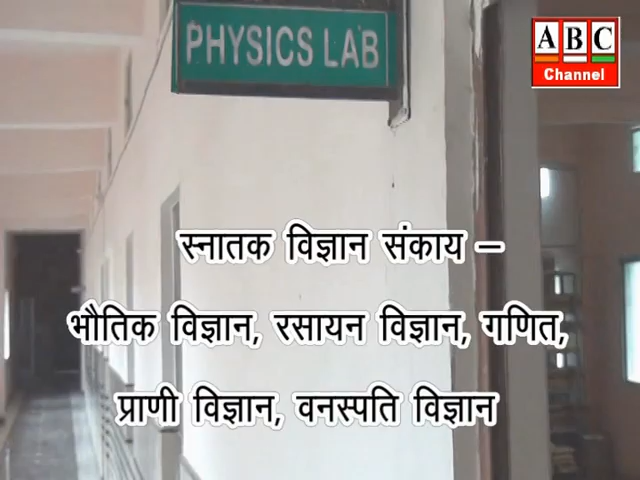 PHYSICS LAB
ABC
Channel
स्नातक विज्ञान संकाय –
भौतिक विज्ञान, रसायन विज्ञान, गणित,
प्राणी विज्ञान, वनस्पति विज्ञान